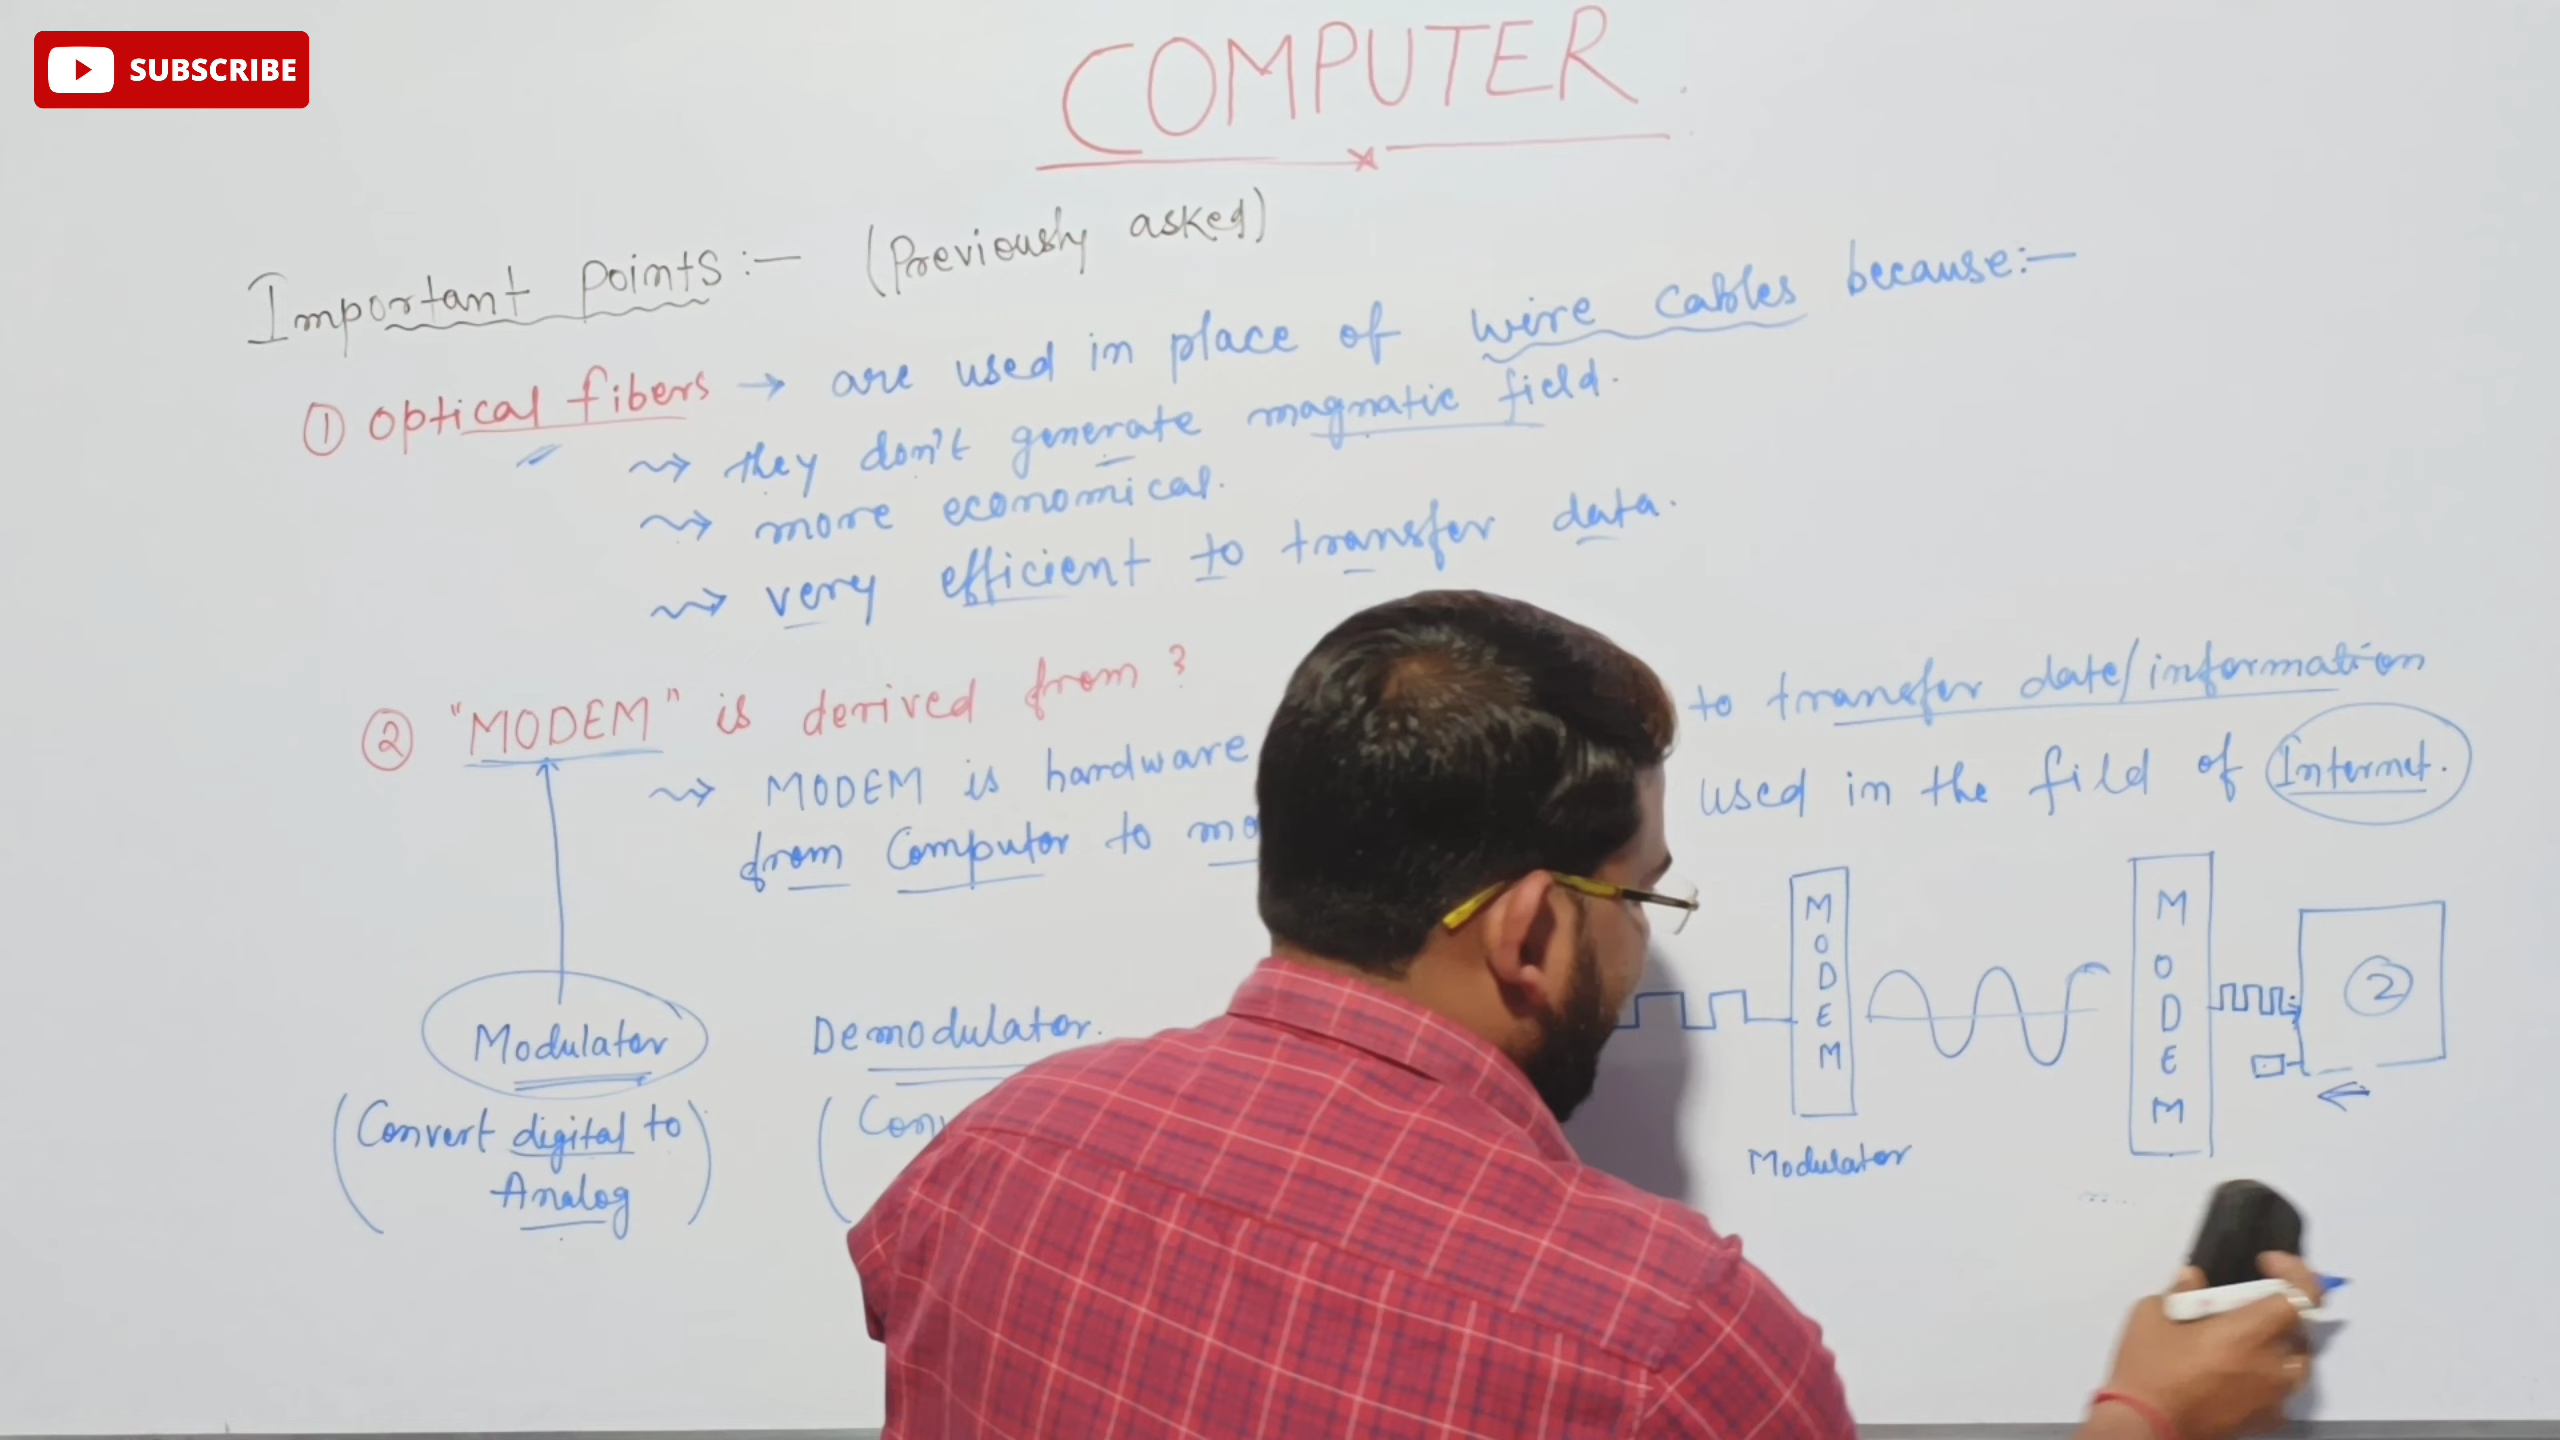 SUBSCRIBE
COMPUTER
Important Points :- (Previously asked)
① Optical fibers → are used in place of wire cables because:-
⇝ they don't generate magnatic field.
⇝ more economical.
⇝ very efficient to transfer data.
② "MODEM" is derived from ?
⇝ MODEM is hardware to transfer date/information
from Computer to used in the fild of Internet.
Modulator
(Convert digital to
Analog)
Demodulator.
MODEM
Modulator
MODEM
②